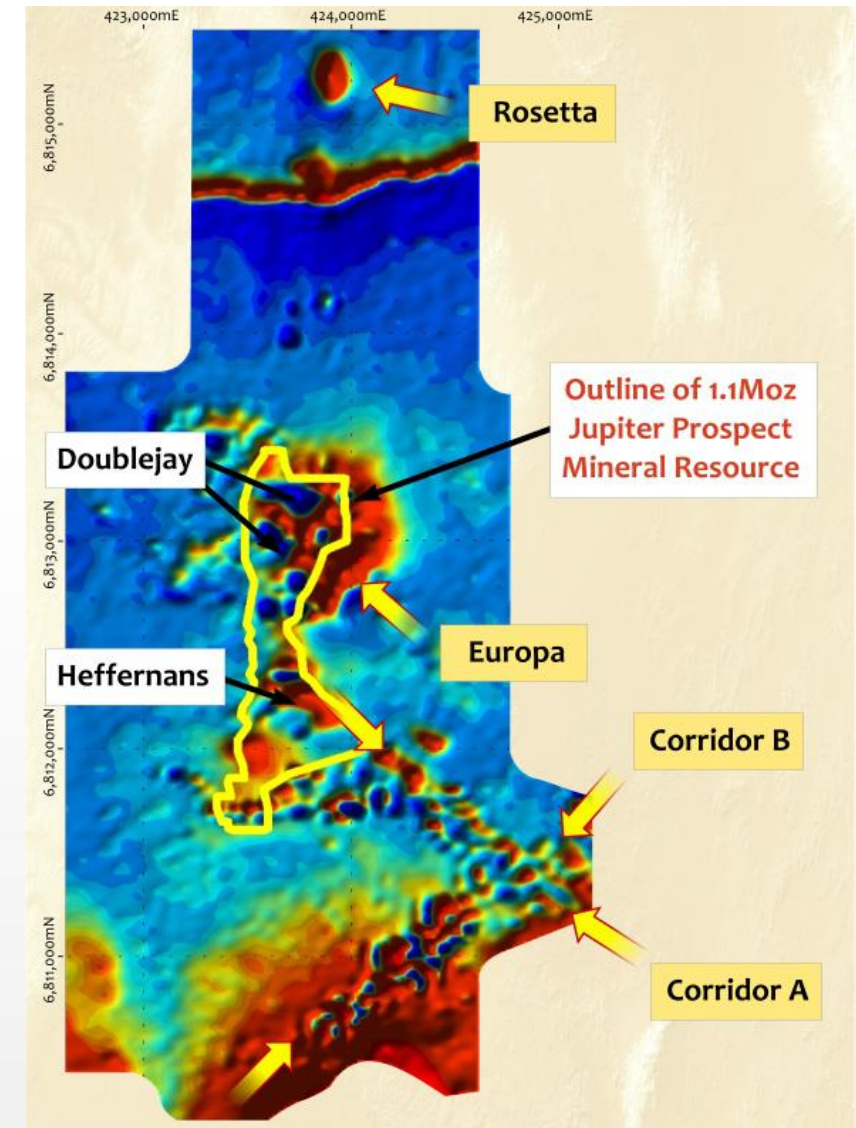 423,000mE
424,000mE
425,000mE
6,815,000mN
Rosetta
6,814,000mN
Outline of 1.1Moz
Jupiter Prospect
Mineral Resource
Doublejay
6,813,000mN
Europa
Heffernans
6,812,000mN
Corridor B
6,811,000mN
Corridor A